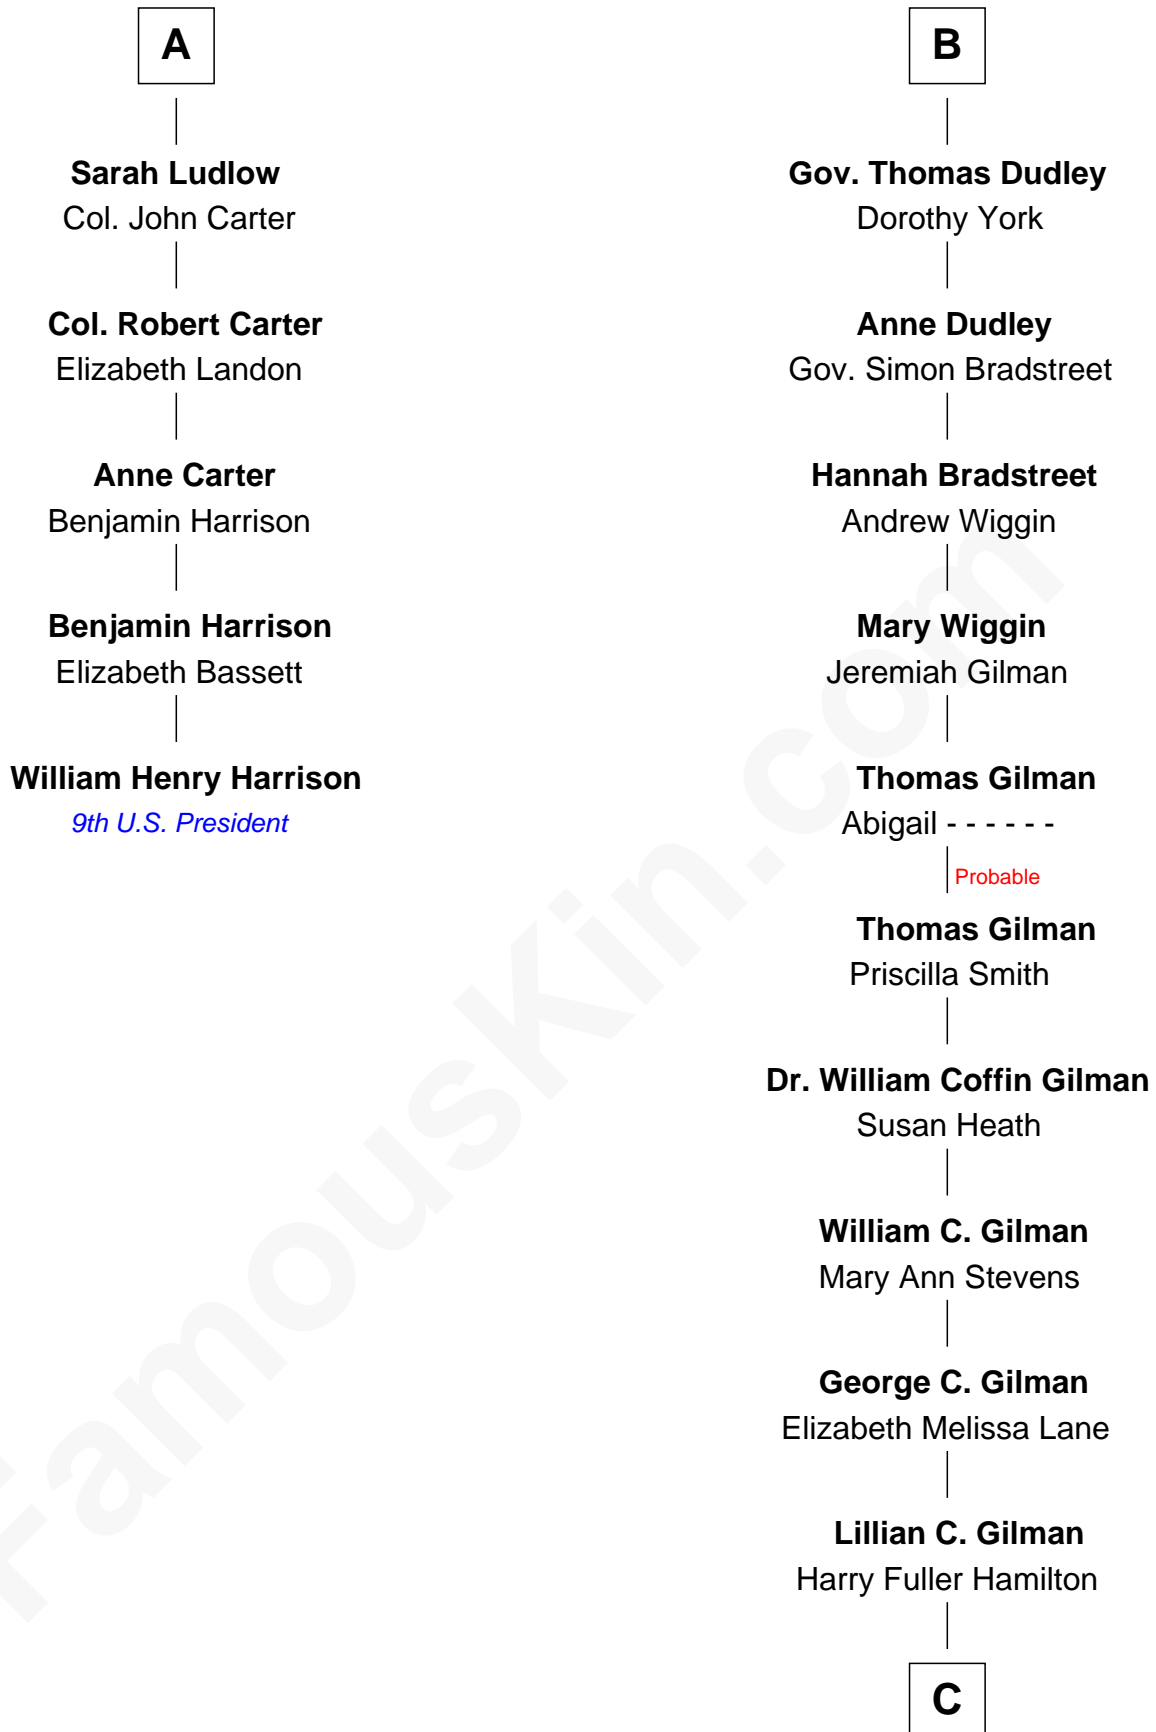 A
Sarah Ludlow
Col. John Carter
Col. Robert Carter
Elizabeth Landon
Anne Carter
Benjamin Harrison
Benjamin Harrison
Elizabeth Bassett
William Henry Harrison
9th U.S. President
B
Gov. Thomas Dudley
Dorothy York
Anne Dudley
Gov. Simon Bradstreet
Hannah Bradstreet
Andrew Wiggin
Mary Wiggin
Jeremiah Gilman
Thomas Gilman
Abigail - - - - - -
Probable
Thomas Gilman
Priscilla Smith
Dr. William Coffin Gilman
Susan Heath
William C. Gilman
Mary Ann Stevens
George C. Gilman
Elizabeth Melissa Lane
Lillian C. Gilman
Harry Fuller Hamilton
C
FamousKin.com